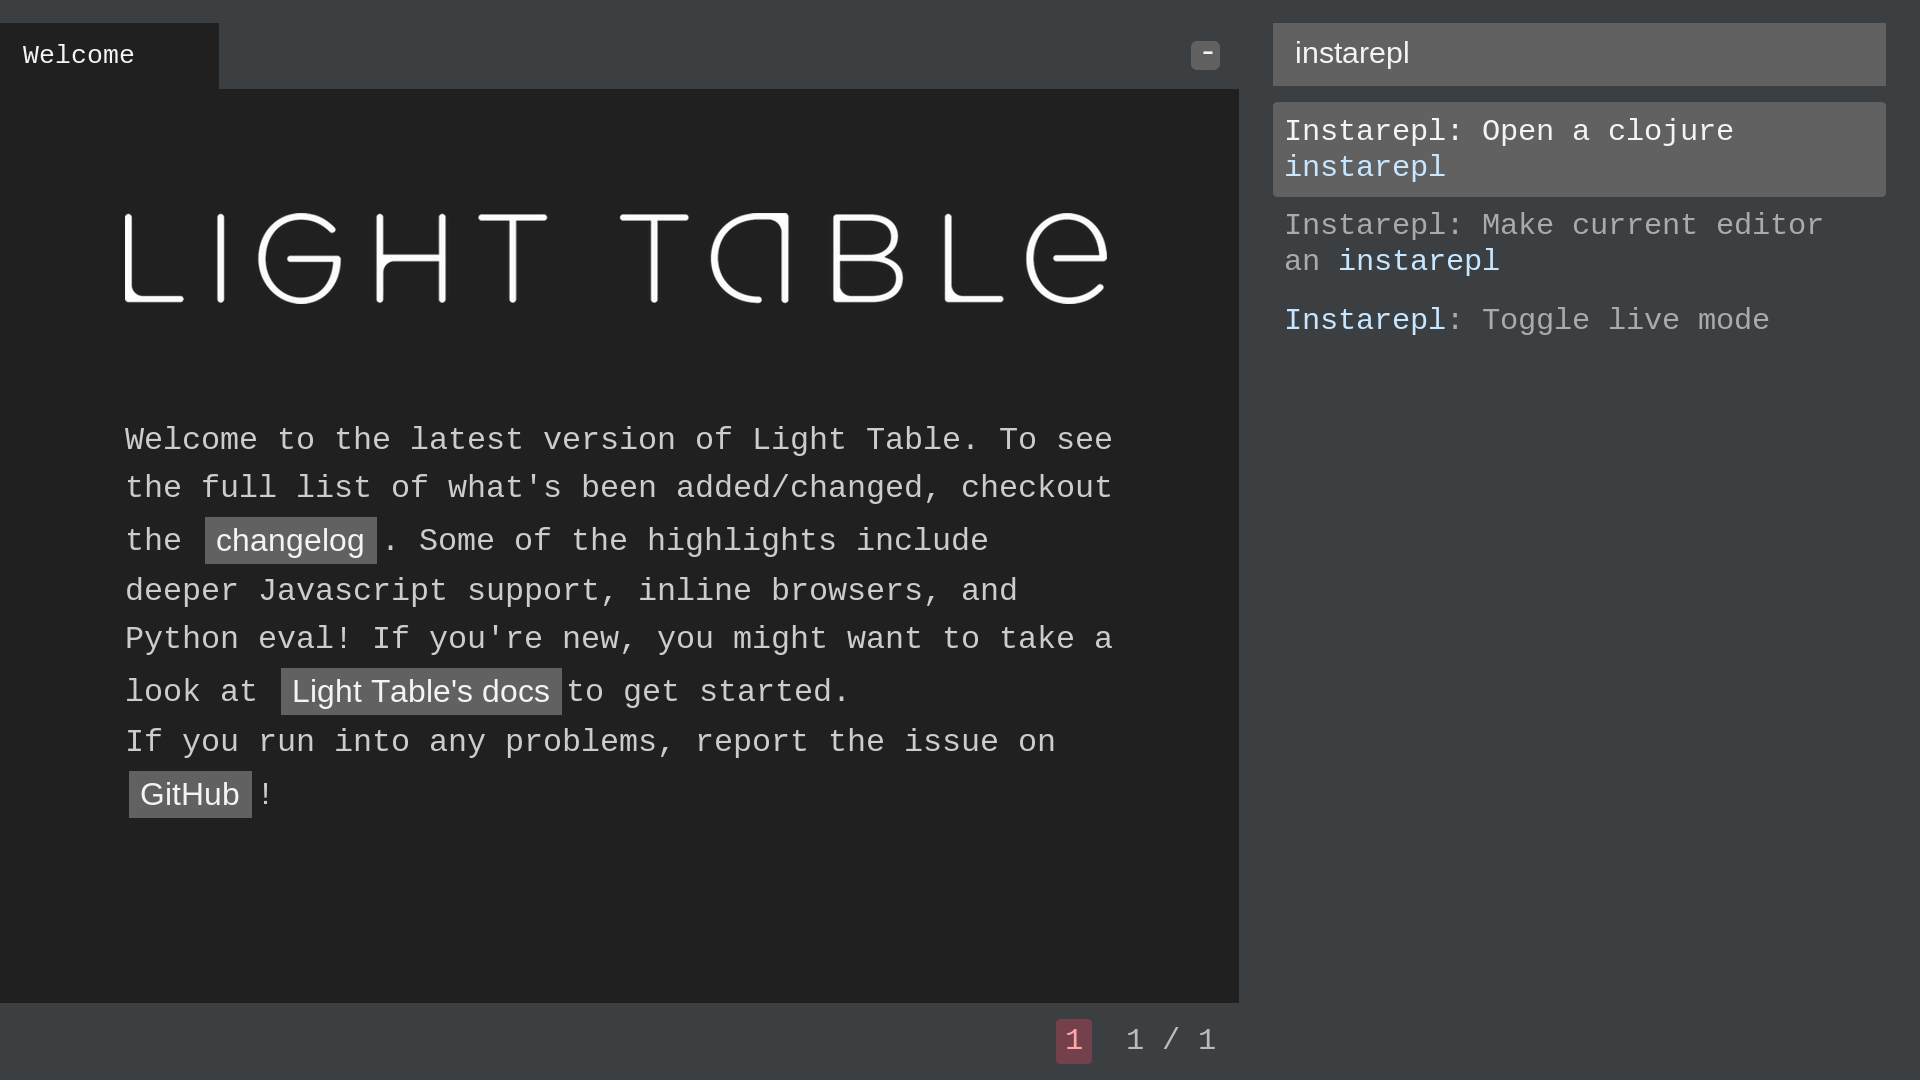 Welcome
-
LIGHT TABLe
Welcome to the latest version of Light Table. To see
the full list of what's been added/changed, checkout
the changelog . Some of the highlights include
deeper Javascript support, inline browsers, and
Python eval! If you're new, you might want to take a
look at Light Table's docs to get started.
If you run into any problems, report the issue on
GitHub !
1 1 / 1
instarepl
Instarepl: Open a clojure
instarepl
Instarepl: Make current editor
an instarepl
Instarepl: Toggle live mode